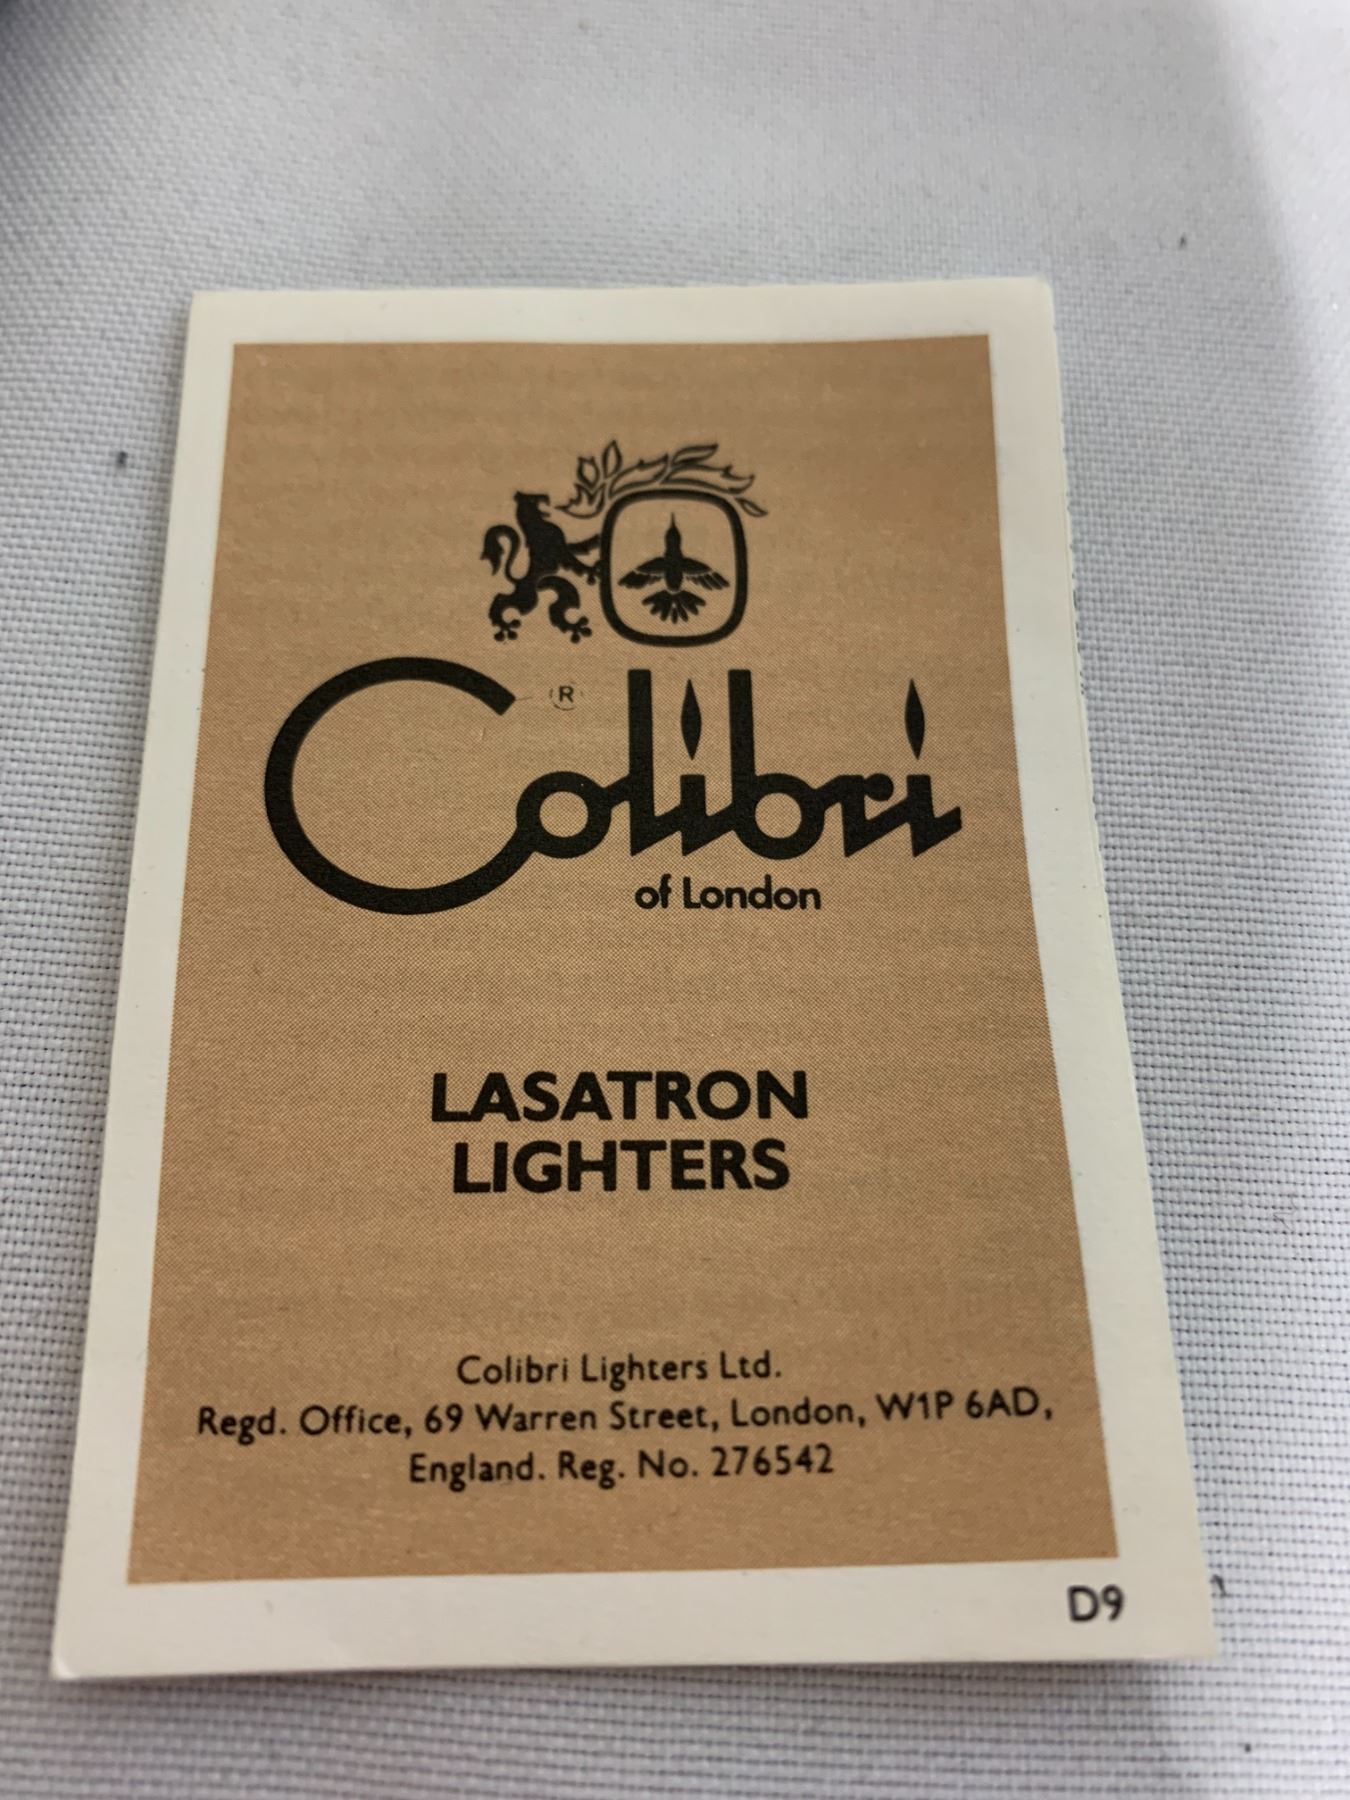 Colibri ®
of London
LASATRON
LIGHTERS
Colibri Lighters Ltd.
Regd. Office, 69 Warren Street, London, W1P 6AD,
England. Reg. No. 276542
D9